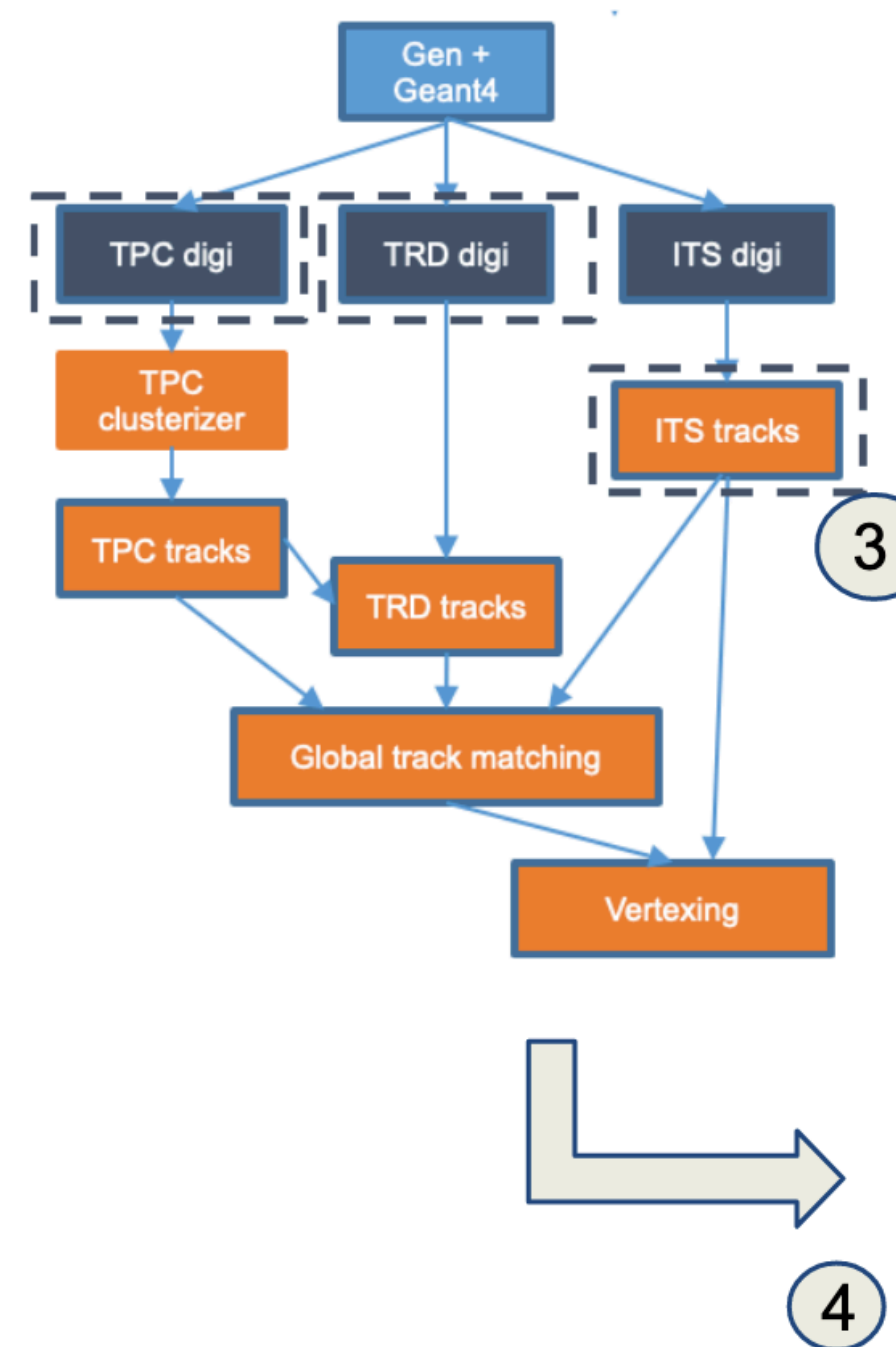 Gen +
Geant4
TPC digi
TRD digi
ITS digi
TPC
clusterizer
ITS tracks
3
TPC tracks
TRD tracks
Global track matching
Vertexing
4